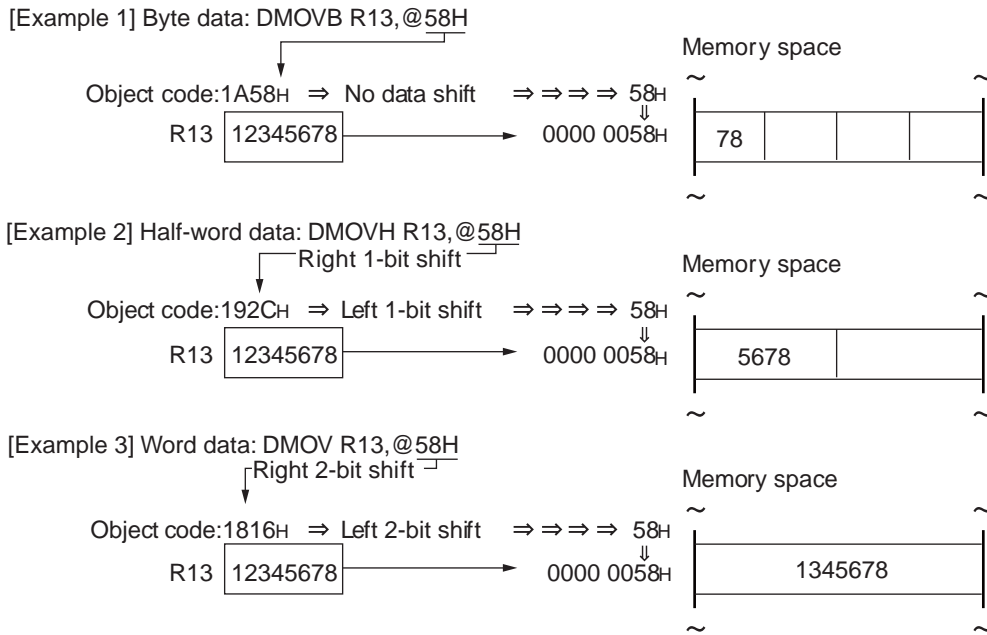 [Example 1] Byte data: DMOVB R13,@58H
Memory space
Object code:1A58H ⇒ No data shift ⇒ ⇒ ⇒ ⇒ 58H
⇓
R13 12345678 0000 0058H 78
[Example 2] Half-word data: DMOVH R13,@58H
Right 1-bit shift
Memory space
Object code:192CH ⇒ Left 1-bit shift ⇒ ⇒ ⇒ ⇒ 58H
⇓
R13 12345678 0000 0058H 5678
[Example 3] Word data: DMOV R13,@58H
Right 2-bit shift
Memory space
Object code:1816H ⇒ Left 2-bit shift ⇒ ⇒ ⇒ ⇒ 58H
⇓
R13 12345678 0000 0058H 1345678